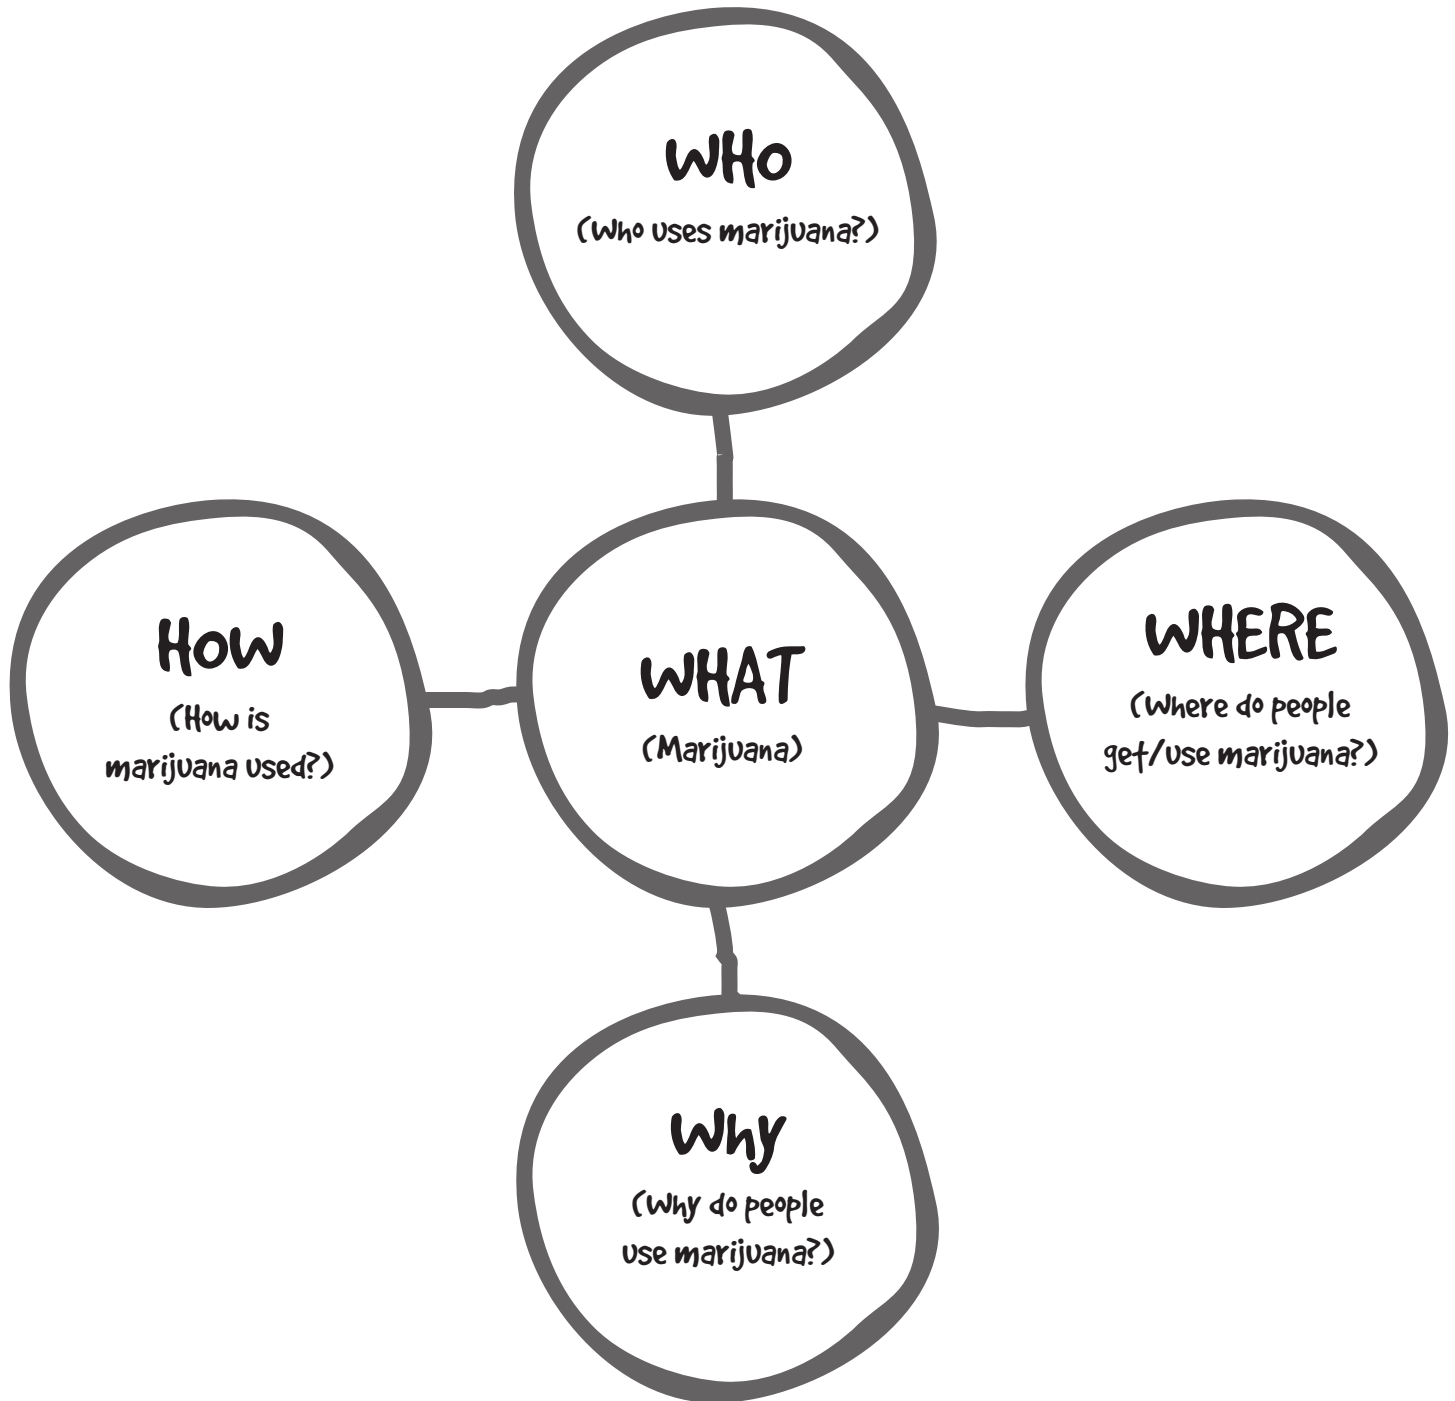 WHO
(Who uses marijuana?)
HOW
(How is
marijuana used?)
WHAT
(Marijuana)
WHERE
(Where do people
get/use marijuana?)
Why
(Why do people
use marijuana?)